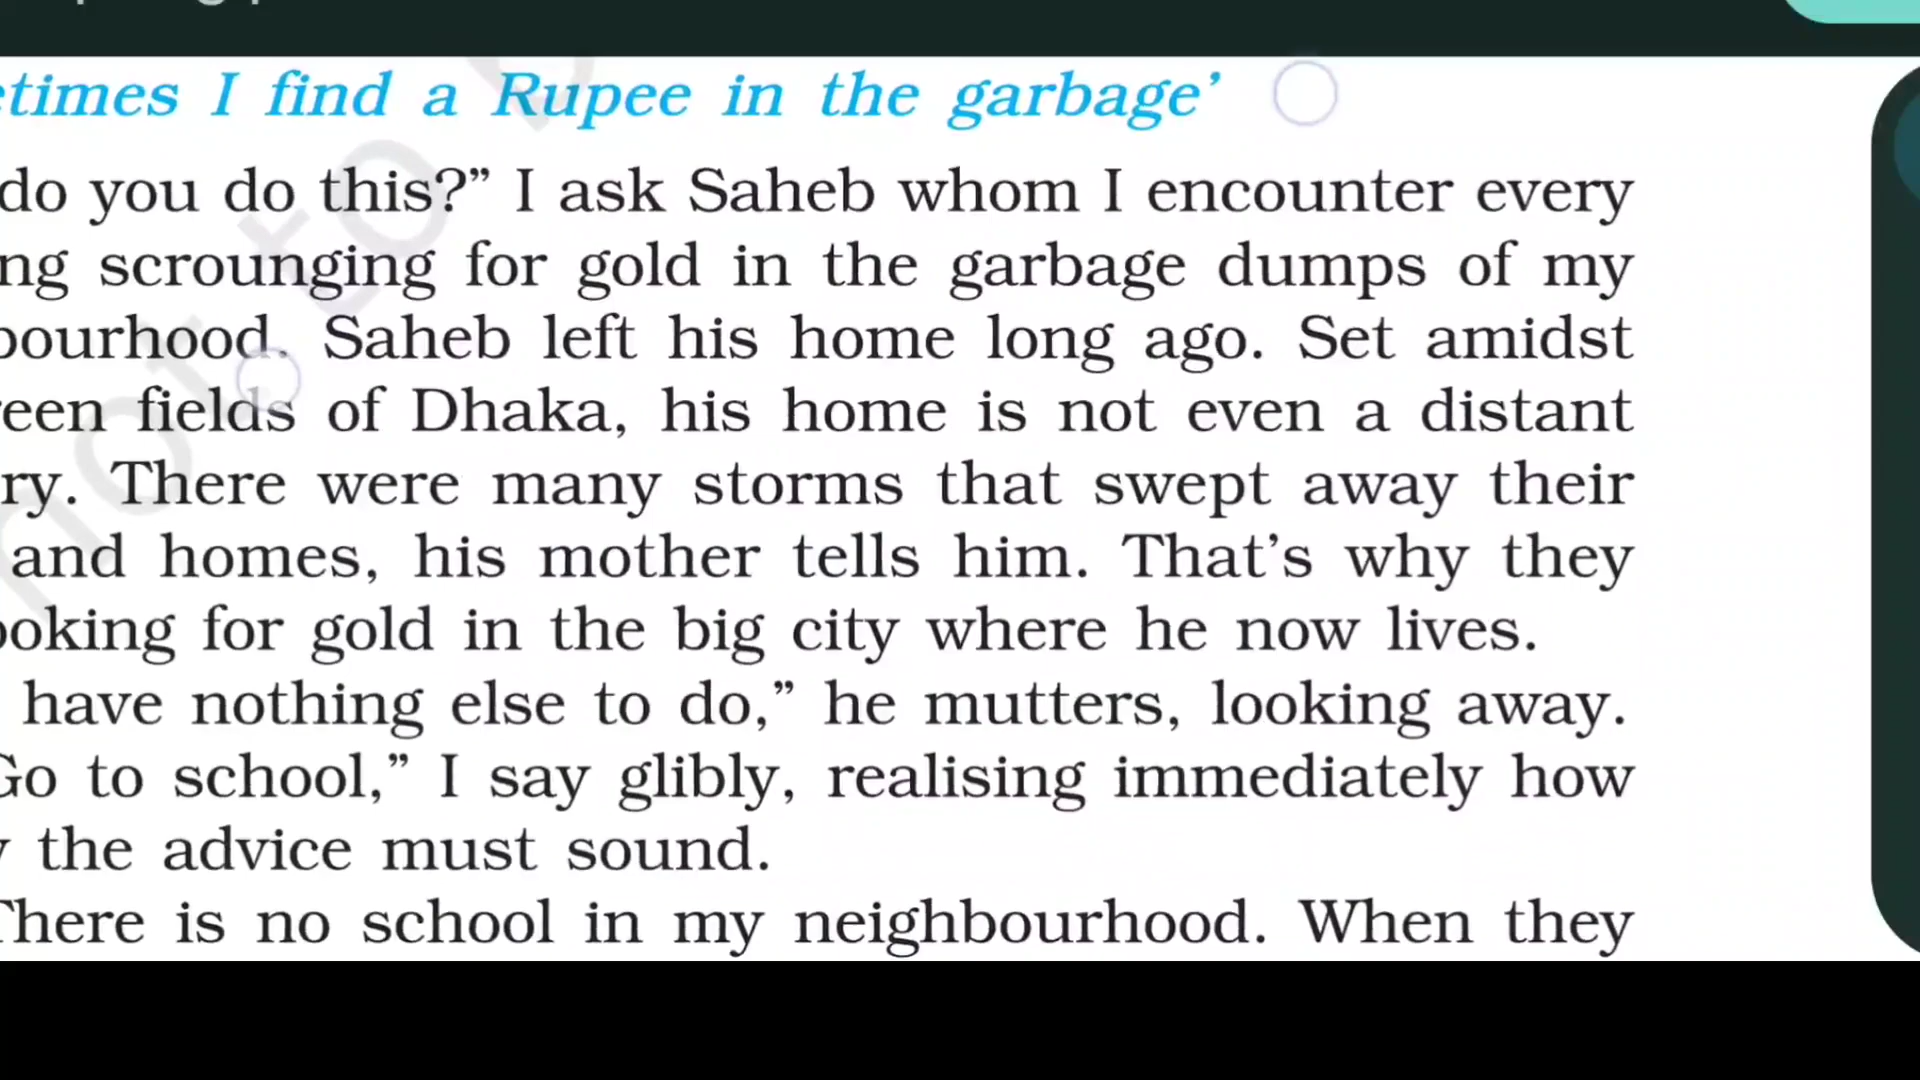 times I find a Rupee in the garbage’
do you do this?” I ask Saheb whom I encounter every
ng scrounging for gold in the garbage dumps of my
bourhood. Saheb left his home long ago. Set amidst
reen fields of Dhaka, his home is not even a distant
ry. There were many storms that swept away their
and homes, his mother tells him. That’s why they
ooking for gold in the big city where he now lives.
have nothing else to do,” he mutters, looking away.
Go to school,” I say glibly, realising immediately how
the advice must sound.
There is no school in my neighbourhood. When they
not to b